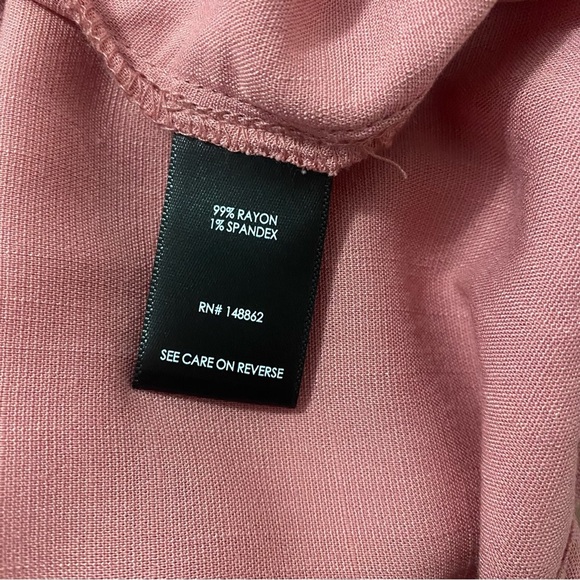 99% RAYON
1% SPANDEX
RN# 148862
SEE CARE ON REVERSE